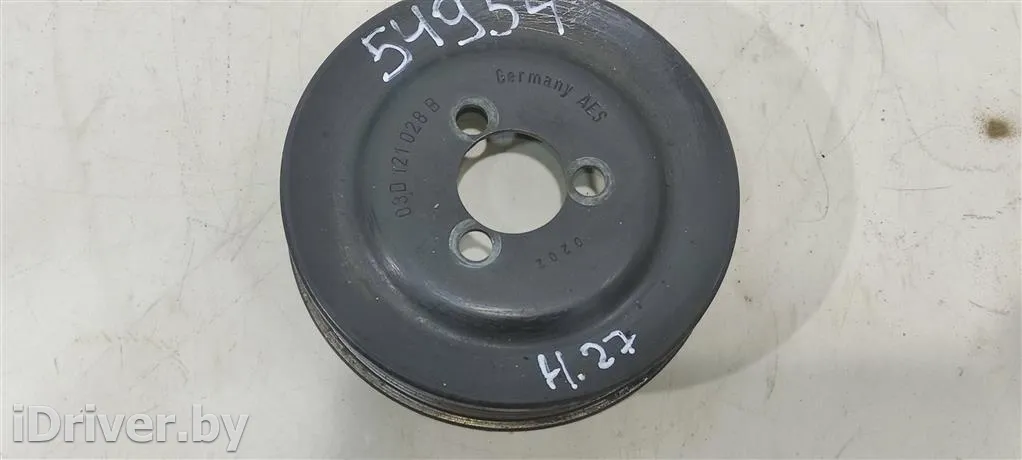 54954
Germany AES
03D 121 028 B
0202
H.27
iDriver.by